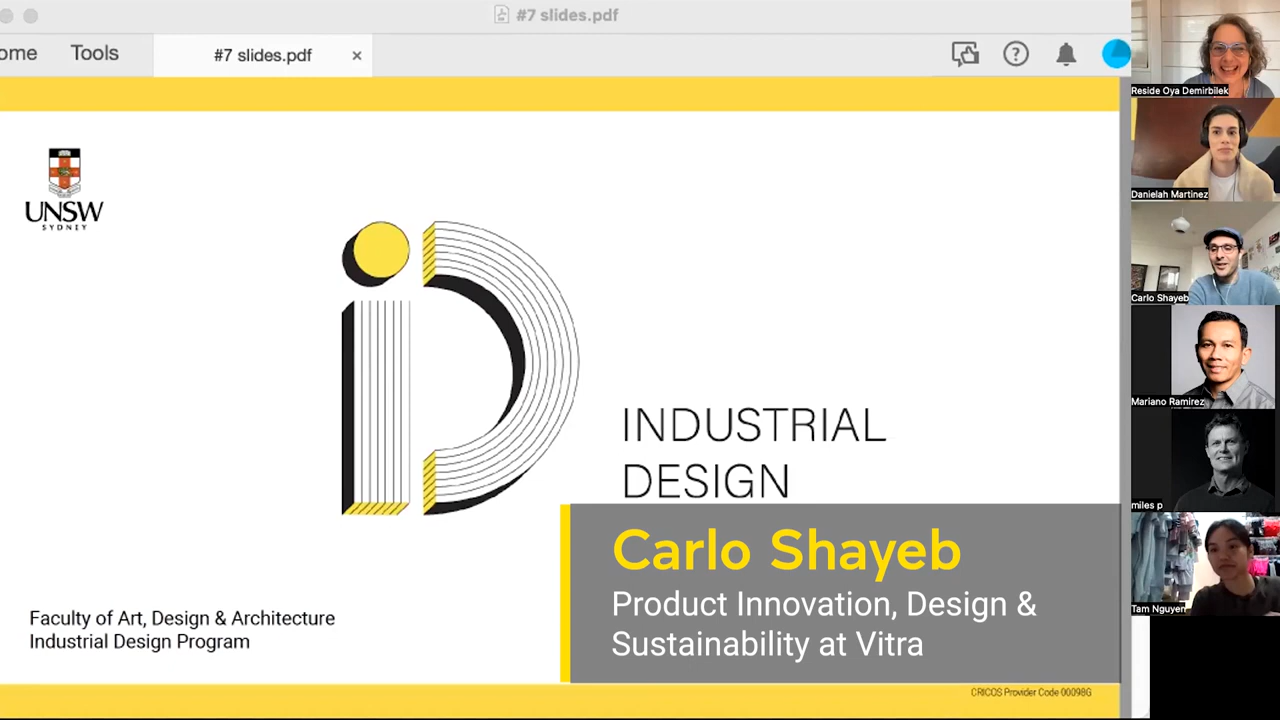 #7 slides.pdf
ome
Tools
#7 slides.pdf
×
?
UNSW
SYDNEY
iD
INDUSTRIAL
DESIGN
Carlo Shayeb
Product Innovation, Design &
Sustainability at Vitra
Faculty of Art, Design & Architecture
Industrial Design Program
CRICOS Provider Code 00098G
Reside Oya Demirbilek
Danielah Martinez
Carlo Shayeb
Mariano Ramirez
miles p
Tam Nguyen